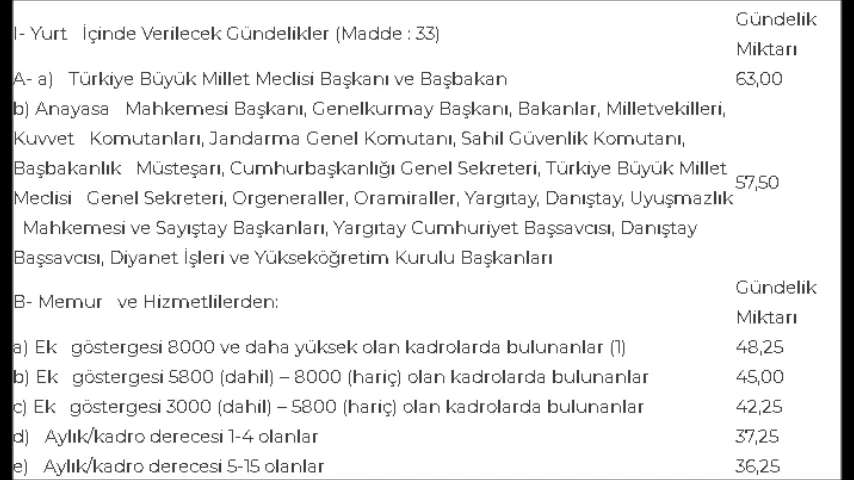 I- Yurt İçinde Verilecek Gündelikler (Madde : 33)
Gündelik
Miktarı
A- a) Türkiye Büyük Millet Meclisi Başkanı ve Başbakan 63,00
b) Anayasa Mahkemesi Başkanı, Genelkurmay Başkanı, Bakanlar, Milletvekilleri,
Kuvvet Komutanları, Jandarma Genel Komutanı, Sahil Güvenlik Komutanı,
Başbakanlık Müsteşarı, Cumhurbaşkanlığı Genel Sekreteri, Türkiye Büyük Millet
Meclisi Genel Sekreteri, Orgeneraller, Oramiraller, Yargıtay, Danıştay, Uyuşmazlık
Mahkemesi ve Sayıştay Başkanları, Yargıtay Cumhuriyet Başsavcısı, Danıştay
Başsavcısı, Diyanet İşleri ve Yükseköğretim Kurulu Başkanları
57,50
B- Memur ve Hizmetlilerden:
Gündelik
Miktarı
a) Ek göstergesi 8000 ve daha yüksek olan kadrolarda bulunanlar (1) 48,25
b) Ek göstergesi 5800 (dahil) – 8000 (hariç) olan kadrolarda bulunanlar 45,00
c) Ek göstergesi 3000 (dahil) – 5800 (hariç) olan kadrolarda bulunanlar 42,25
d) Aylık/kadro derecesi 1-4 olanlar 37,25
e) Aylık/kadro derecesi 5-15 olanlar 36,25